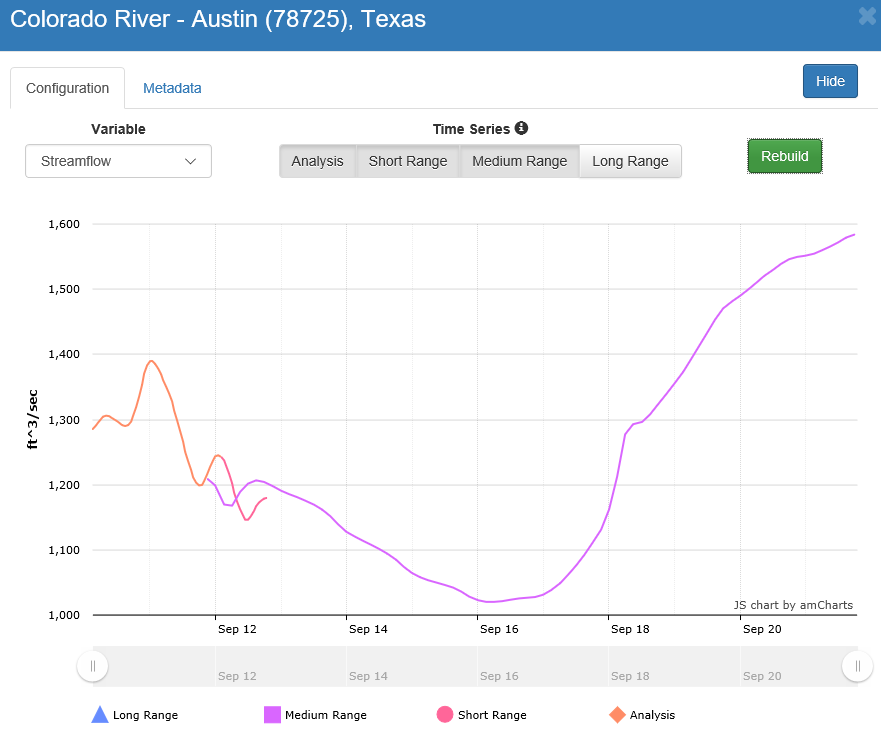 Colorado River - Austin (78725), Texas
Configuration
Metadata
Hide
Variable
Time Series
Streamflow
Analysis
Short Range
Medium Range
Long Range
Rebuild
1,600
1,500
1,400
1,300
1,200
1,100
1,000
ft^3/sec
JS chart by amCharts
Sep 12
Sep 14
Sep 16
Sep 18
Sep 20
Sep 12
Sep 14
Sep 16
Sep 18
Sep 20
Long Range
Medium Range
Short Range
Analysis